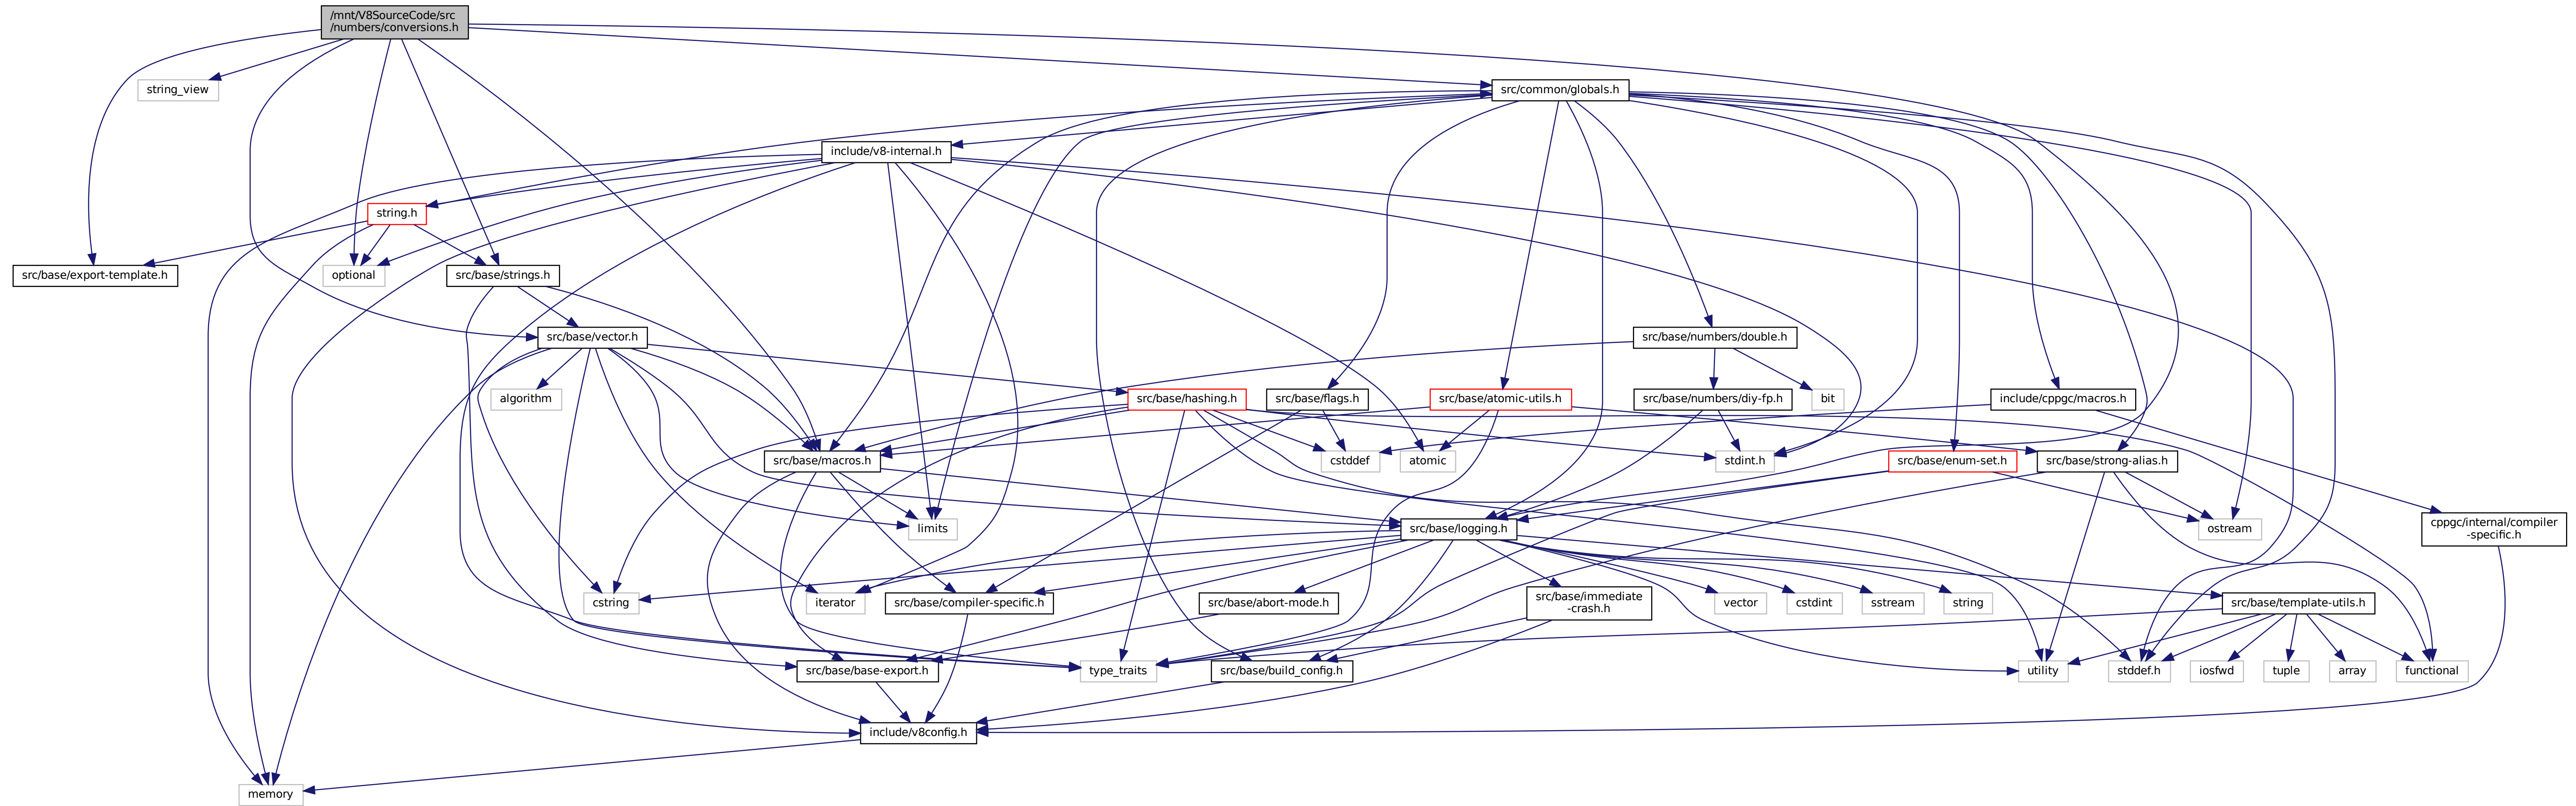 /mnt/V8SourceCode/src
/numbers/conversions.h
string_view
src/common/globals.h
include/v8-internal.h
string.h
src/base/export-template.h
optional
src/base/strings.h
src/base/vector.h
src/base/numbers/double.h
algorithm
src/base/hashing.h
src/base/flags.h
src/base/atomic-utils.h
src/base/numbers/diy-fp.h
bit
include/cppgc/macros.h
src/base/macros.h
cstddef
atomic
stdint.h
src/base/enum-set.h
src/base/strong-alias.h
limits
src/base/logging.h
ostream
cppgc/internal/compiler
-specific.h
cstring
iterator
src/base/compiler-specific.h
src/base/abort-mode.h
src/base/immediate
-crash.h
vector
cstdint
sstream
string
src/base/template-utils.h
src/base/base-export.h
type_traits
src/base/build_config.h
utility
stddef.h
iosfwd
tuple
array
functional
include/v8config.h
memory